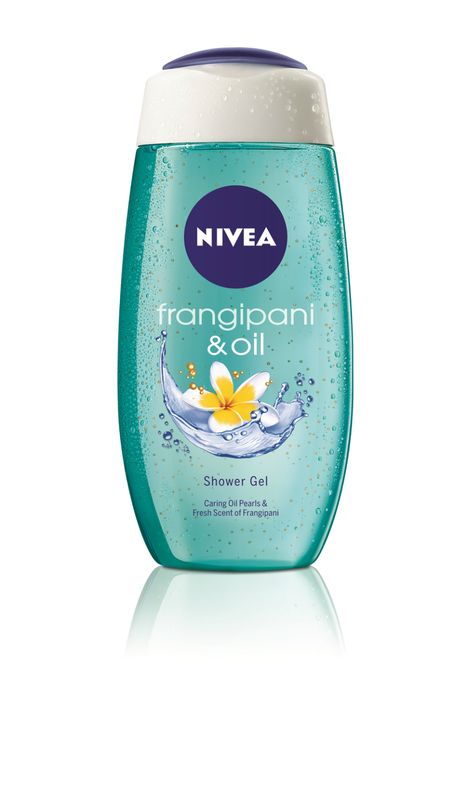 NIVEA
frangipani
& oil
Shower Gel
Caring Oil Pearls &
Fresh Scent of Frangipani